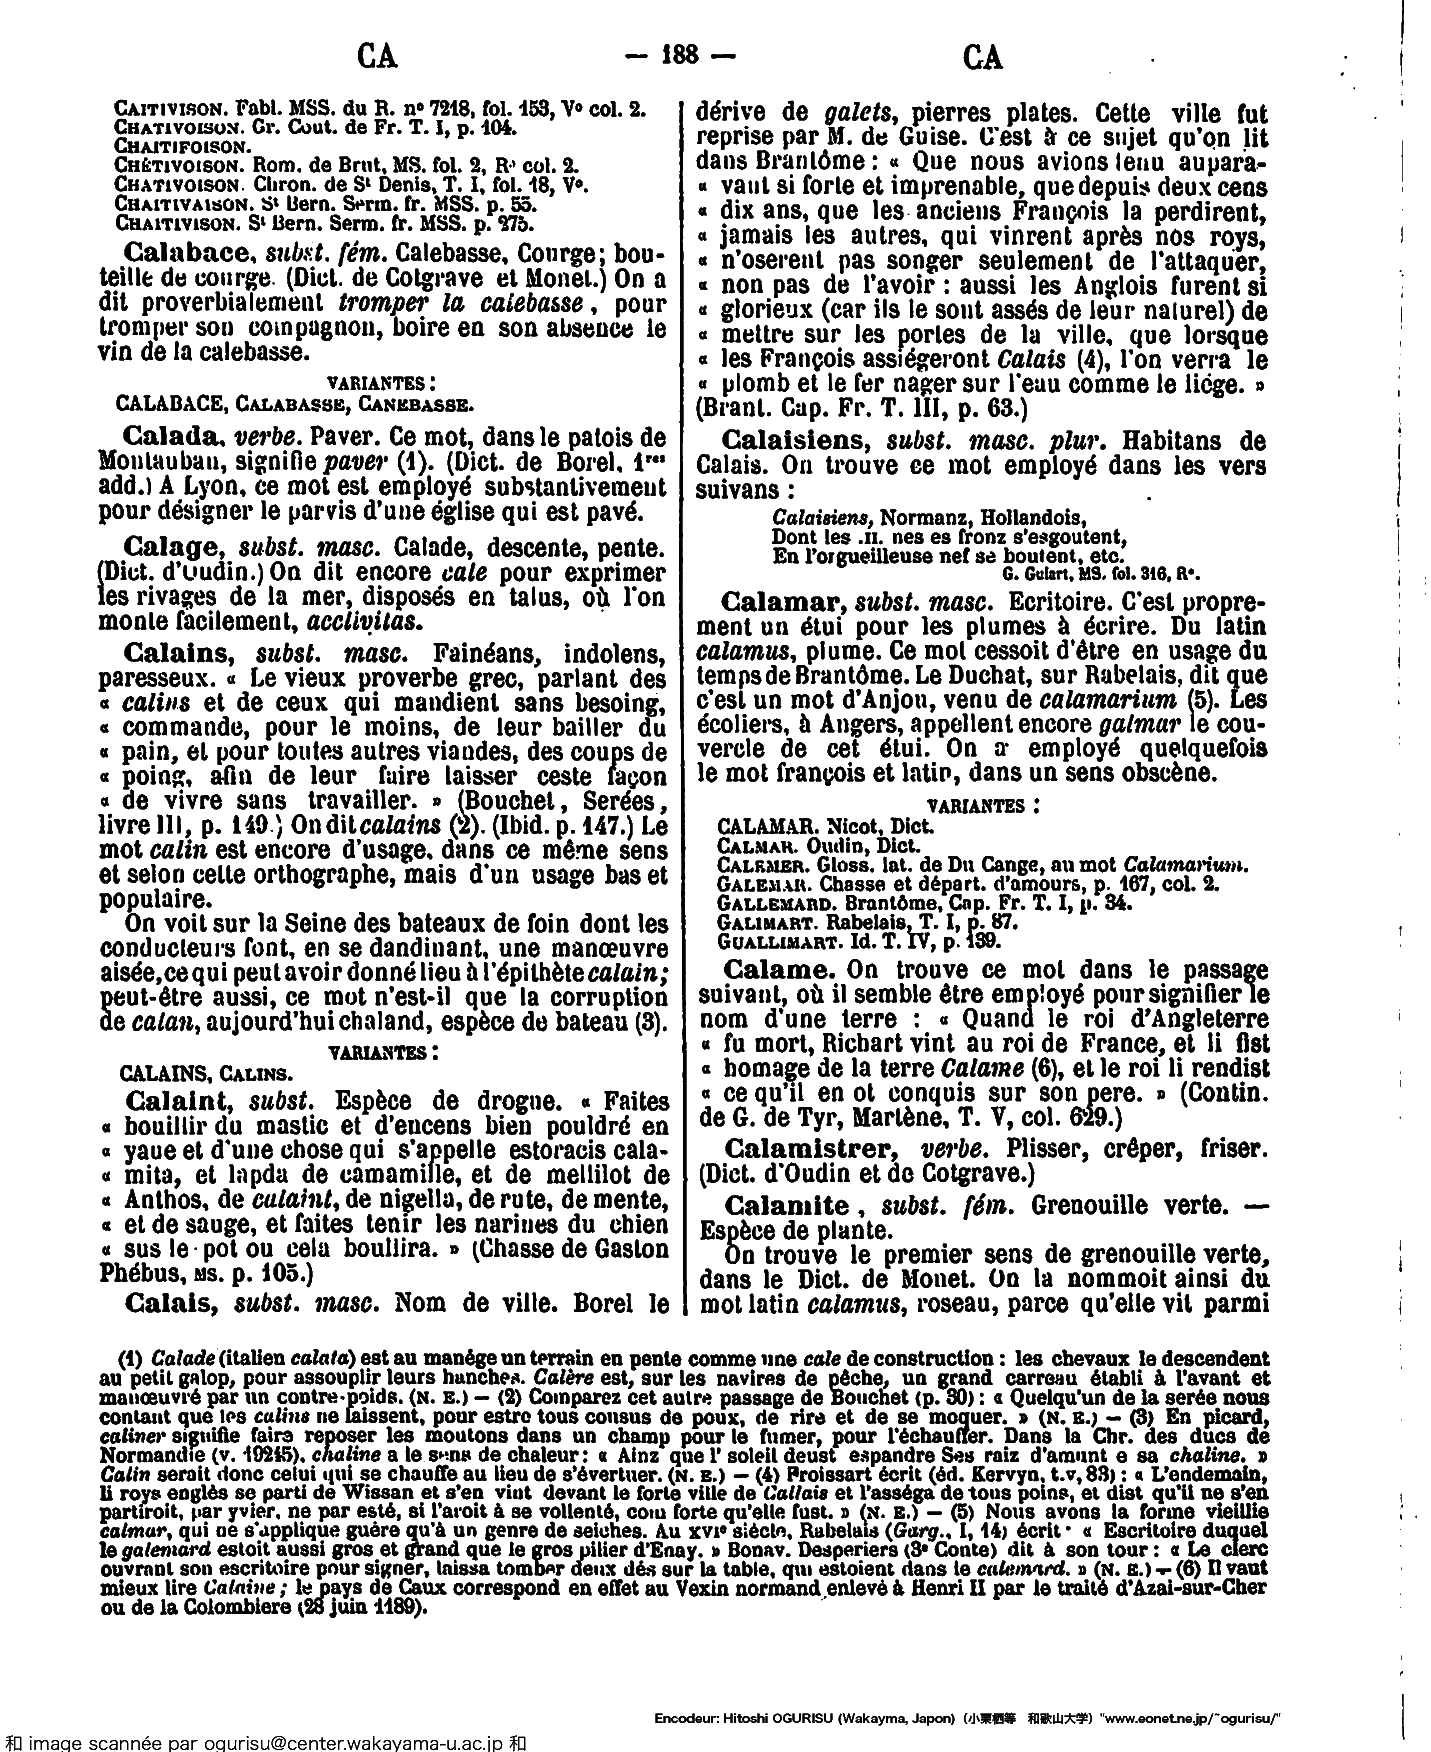 CA — 188 — CA
CAITIVISON. Fabl. MSS. du R. nº 7218, fol. 153, Vº col. 2.
CHATIVOISON. Gr. Cout. de Fr. T. I, p. 104.
CHAITIFOISON.
CHÉTIVOISON. Rom. de Brut, MS. fol. 2, Rº col. 2.
CHATIVOISON. Chron. de Sᵗ Denis, T. I, fol. 18, Vº.
CHAITIVAISON. Sᵗ Bern. Serm. fr. MSS. p. 55.
CHAITIVISON. Sᵗ Bern. Serm. fr. MSS. p. 275.
Calabace, subst. fém. Calebasse, Courge; bou-
teille de courge. (Dict. de Cotgrave et Monet.) On a
dit proverbialement tromper la calebasse, pour
tromper son compagnon, boire en son absence le
vin de la calebasse.
VARIANTES :
CALABACE, CALABASSE, CANEBASSE.
Calada, verbe. Paver. Ce mot, dans le patois de
Montauban, signifie paver (1). (Dict. de Borel, 1ʳᵉˢ
add.) A Lyon, ce mot est employé substantivement
pour désigner le parvis d'une église qui est pavé.
Calage, subst. masc. Calade, descente, pente.
(Dict. d'Oudin.) On dit encore cale pour exprimer
les rivages de la mer, disposés en talus, où l'on
monte facilement, acclivitas.
Calains, subst. masc. Fainéans, indolens,
paresseux. « Le vieux proverbe grec, parlant des
« calins et de ceux qui mandient sans besoing,
« commande, pour le moins, de leur bailler du
« pain, et pour toutes autres viandes, des coups de
« poing, afin de leur faire laisser ceste façon
« de vivre sans travailler. » (Bouchet, Serées,
livre III, p. 149.) On dit calains (2). (Ibid. p. 147.) Le
mot calin est encore d'usage, dans ce même sens
et selon cette orthographe, mais d'un usage bas et
populaire.
On voit sur la Seine des bateaux de foin dont les
conducteurs font, en se dandinant, une manœuvre
aisée, ce qui peut avoir donné lieu à l'épithète calain;
peut-être aussi, ce mot n'est-il que la corruption
de calan, aujourd'hui chaland, espèce de bateau (3).
VARIANTES :
CALAINS, CALINS.
Calaint, subst. Espèce de drogue. « Faites
« bouillir du mastic et d'encens bien pouldré en
« yaue et d'une chose qui s'appelle estoracis cala-
« mita, et lapda de camamille, et de mellilot de
« Anthos, de calaint, de nigella, de rute, de mente,
« et de sauge, et faites tenir les narines du chien
« sus le pot ou cela boullira. » (Chasse de Gaston
Phébus, MS. p. 105.)
Calais, subst. masc. Nom de ville. Borel le
dérive de galets, pierres plates. Cette ville fut
reprise par M. de Guise. C'est à ce sujet qu'on lit
dans Brantôme : « Que nous avions tenu aupara-
« vant si forte et imprenable, que depuis deux cens
« dix ans, que les anciens François la perdirent,
« jamais les autres, qui vinrent après nos roys,
« n'oserent pas songer seulement de l'attaquer,
« non pas de l'avoir : aussi les Anglois furent si
« glorieux (car ils le sont assés de leur naturel) de
« mettre sur les portes de la ville, que lorsque
« les François assiégeront Calais (4), l'on verra le
« plomb et le fer nager sur l'eau comme le liége. »
(Brant. Cap. Fr. T. III, p. 63.)
Calaisiens, subst. masc. plur. Habitans de
Calais. On trouve ce mot employé dans les vers
suivans :
Calaisiens, Normanz, Hollandois,
Dont les .II. nes es fronz s'esgoutent,
En l'orgueilleuse nef se boutent, etc.
G. Guiart, MS. fol. 316, Rº.
Calamar, subst. masc. Ecritoire. C'est propre-
ment un étui pour les plumes à écrire. Du latin
calamus, plume. Ce mot cessoit d'être en usage du
temps de Brantôme. Le Duchat, sur Rabelais, dit que
c'est un mot d'Anjou, venu de calamarium (5). Les
écoliers, à Angers, appellent encore galmar le cou-
vercle de cet étui. On a employé quelquefois
le mot françois et latin, dans un sens obscène.
VARIANTES :
CALAMAR. Nicot, Dict.
CALMAR. Oudin, Dict.
CALEMER. Gloss. lat. de Du Cange, au mot Calamarium.
GALEMAR. Chasse et départ. d'amours, p. 167, col. 2.
GALLEMARD. Brantôme, Cap. Fr. T. I, p. 34.
GALIMART. Rabelais, T. I, p. 87.
GUALLIMART. Id. T. IV, p. 139.
Calame. On trouve ce mot dans le passage
suivant, où il semble être employé pour signifier le
nom d'une terre : « Quand le roi d'Angleterre
« fu mort, Richart vint au roi de France, et li fist
« homage de la terre Calame (6), et le roi li rendist
« ce qu'il en ot conquis sur son pere. » (Contin.
de G. de Tyr, Martène, T. V, col. 629.)
Calamistrer, verbe. Plisser, crêper, friser.
(Dict. d'Oudin et de Cotgrave.)
Calamite, subst. fém. Grenouille verte. —
Espèce de plante.
On trouve le premier sens de grenouille verte,
dans le Dict. de Monet. On la nommoit ainsi du
mot latin calamus, roseau, parce qu'elle vit parmi
(1) Calade (italien calata) est au manége un terrain en pente comme une cale de construction : les chevaux le descendent
au petit galop, pour assouplir leurs hanches. Calère est, sur les navires de pêche, un grand carreau établi à l'avant et
manœuvré par un contre-poids. (N. E.) — (2) Comparez cet autre passage de Bouchet (p. 30) : « Quelqu'un de la serée nous
contant que les calins ne laissent, pour estre tous cousus de poux, de rire et de se moquer. » (N. E.) — (3) En picard,
caliner signifie faire reposer les moutons dans un champ pour le fumer, pour l'échauffer. Dans la Chr. des ducs de
Normandie (v. 19245), chaline a le sens de chaleur : « Ainz que l' soleil deust espandre Ses raiz d'amunt e sa chaline. »
Calin serait donc celui qui se chauffe au lieu de s'évertuer. (N. E.) — (4) Froissart écrit (éd. Kervyn, t. v, 83) : « L'endemain,
li roys englès se parti de Wissan et s'en vint devant le forte ville de Callais et l'asséga de tous poins, et dist qu'il ne s'en
partiroit, par yvier, ne par esté, si l'aroit à se vollenté, com forte qu'elle fust. » (N. E.) — (5) Nous avons la forme vieillie
calmar, qui ne s'applique guère qu'à un genre de seiches. Au XVIᵉ siècle, Rabelais (Garg., I, 14) écrit : « Escritoire duquel
le galemard estoit aussi gros et grand que le gros pilier d'Enay. » Bonav. Desperiers (3ᵉ Conte) dit à son tour : « Le clerc
ouvrant son escritoire pour signer, laissa tomber deux dés sur la table, qui estoient dans le calemard. » (N. E.) — (6) Il vaut
mieux lire Calaine; le pays de Caux correspond en effet au Vexin normand enlevé à Henri II par le traité d'Azai-sur-Cher
ou de la Colombiere (28 juin 1189).
Encodeur: Hitoshi OGURISU (Wakayma, Japon) (小栗栖等 和歌山大学) "www.eonet.ne.jp/~ogurisu/"
和 image scannée par ogurisu@center.wakayama-u.ac.jp 和